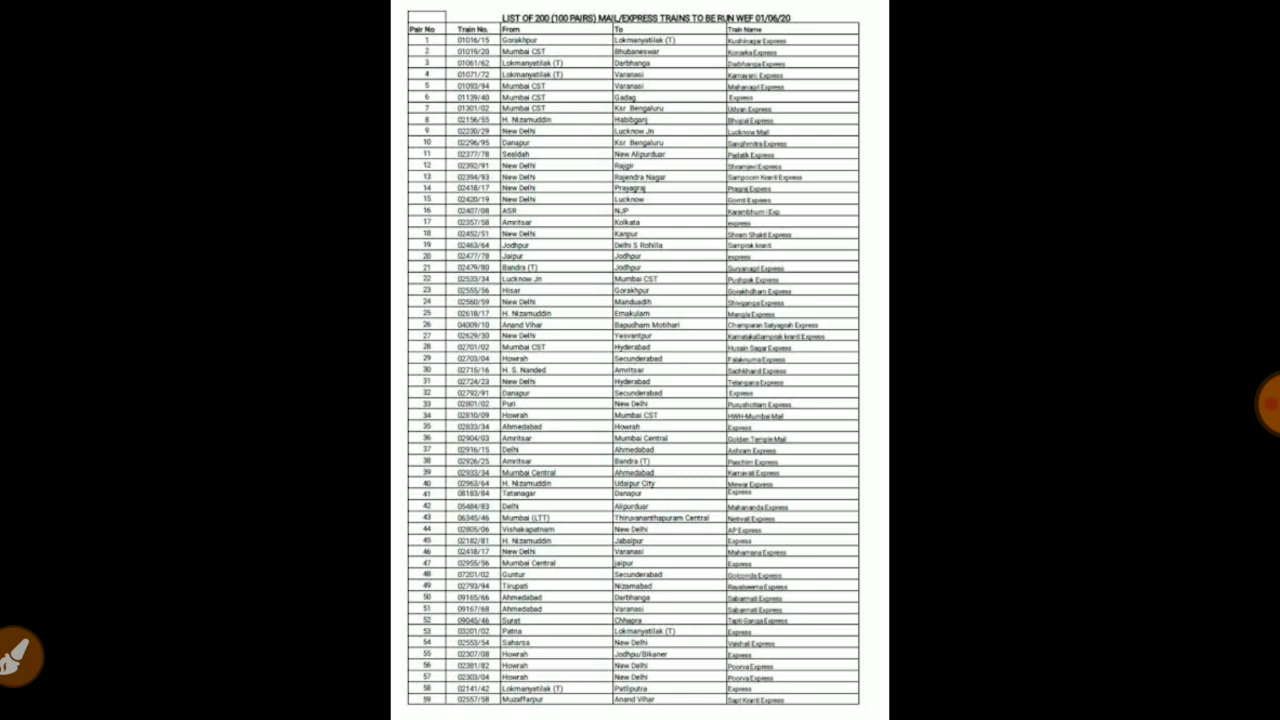 LIST OF 200 (100 PAIRS) MAIL/EXPRESS TRAINS TO BE RUN WEF 01/06/20
Pair No Train No. From To Train Name
1 01016/15 Gorakhpur Lokmanyatilak (T) Kushinagar Express
2 01019/20 Mumbai CST Bhubaneswar Konarka Express
3 01061/62 Lokmanyatilak (T) Darbhanga Darbhanga Express
4 01071/72 Lokmanyatilak (T) Varanasi Kamayani Express
5 01093/94 Mumbai CST Varanasi Mahanagri Express
6 01139/40 Mumbai CST Gadag Express
7 01301/02 Mumbai CST Ksr Bengaluru Udyan Express
8 02156/55 H. Nizamuddin Habibganj Bhopal Express
9 02230/29 New Delhi Lucknow Jn Lucknow Mail
10 02296/95 Danapur Ksr Bengaluru Sanghmitra Express
11 02377/78 Sealdah New Alipurduar Padatik Express
12 02392/91 New Delhi Rajgir Shramjevi Express
13 02394/93 New Delhi Rajendra Nagar Sampoorn Kranti Express
14 02418/17 New Delhi Prayagraj Pragraj Express
15 02420/19 New Delhi Lucknow Gomti Express
16 02407/08 ASR NJP Karambhum i Exp
17 02357/58 Amritsar Kolkata express
18 02452/51 New Delhi Kanpur Shram Shakti Express
19 02463/64 Jodhpur Delhi S Rohilla Samprak kranti
20 02477/78 Jaipur Jodhpur express
21 02479/80 Bandra (T) Jodhpur Suryanagri Express
22 02533/34 Lucknow Jn Mumbai CST Pushpak Express
23 02555/56 Hisar Gorakhpur Gorakhdham Express
24 02560/59 New Delhi Manduadih Shivganga Express
25 02618/17 H. Nizamuddin Ernakulam Mangla Express
26 04009/10 Anand Vihar Bapudham Motihari Champaran Satyagrah Express
27 02629/30 New Delhi Yesvantpur KarnatakaSamprak kranti Express
28 02701/02 Mumbai CST Hyderabad Husain Sagar Express
29 02703/04 Howrah Secunderabad Falaknuma Express
30 02715/16 H. S. Nanded Amritsar Sachkhand Express
31 02724/23 New Delhi Hyderabad Telangana Express
32 02792/91 Danapur Secunderabad Express
33 02801/02 Puri New Delhi Purushottam Express
34 02810/09 Howrah Mumbai CST HWH-Mumbai Mail
35 02833/34 Ahmedabad Howrah Express
36 02904/03 Amritsar Mumbai Central Golden Temple Mail
37 02916/15 Delhi Ahmedabad Ashram Express
38 02926/25 Amritsar Bandra (T) Paschim Express
39 02933/34 Mumbai Central Ahmedabad Karnavati Express
40 02963/64 H. Nizamuddin Udaipur City Mewar Express
41 08183/84 Tatanagar Danapur Express
42 05484/83 Delhi Alipurduar Mahananda Express
43 06345/46 Mumbai (LTT) Thiruvananthapuram Central Netrvati Express
44 02805/06 Vishakapatnam New Delhi AP Express
45 02182/81 H. Nizamuddin Jabalpur Express
46 02418/17 New Delhi Varanasi Mahamana Express
47 02955/56 Mumbai Central jaipur Express
48 07201/02 Guntur Secunderabad Golconda Express
49 02793/94 Tirupati Nizamabad Rayalseema Express
50 09165/66 Ahmedabad Darbhanga Sabarmati Express
51 09167/68 Ahmedabad Varanasi Sabarmati Express
52 09045/46 Surat Chhapra Tapti Ganga Express
53 03201/02 Patna Lokmanyatilak (T) Express
54 02553/54 Saharsa New Delhi Vaishali Express
55 02307/08 Howrah Jodhpu/Bikaner Express
56 02381/82 Howrah New Delhi Poorva Express
57 02303/04 Howrah New Delhi Poorva Express
58 02141/42 Lokmanyatilak (T) Patliputra Express
59 02557/58 Muzaffarpur Anand Vihar Sapt Kranti Express